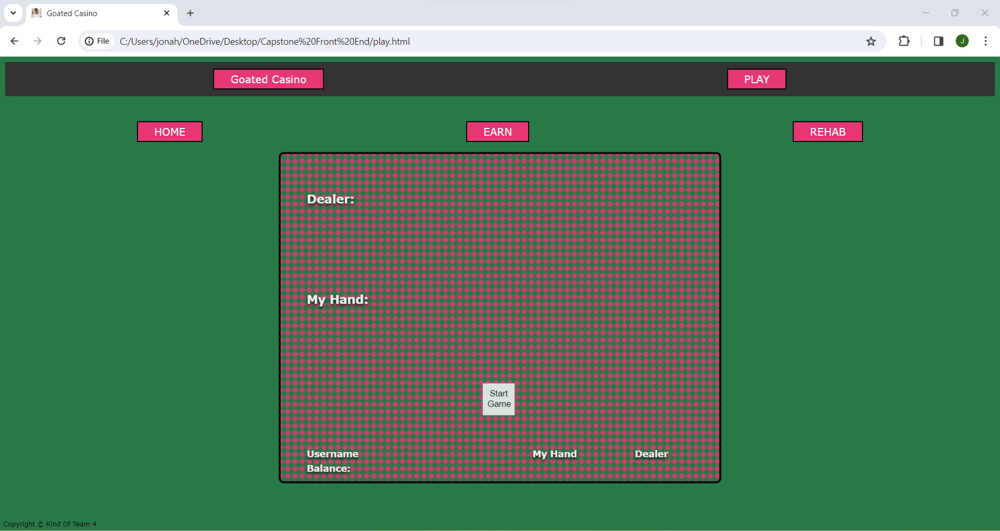 Goated Casino
File C:/Users/jonah/OneDrive/Desktop/Capstone%20Front%20End/play.html
J
Goated Casino PLAY
HOME EARN REHAB
Dealer:
My Hand:
Start
Game
Username My Hand Dealer
Balance:
Copyright © Kind Of Team 4